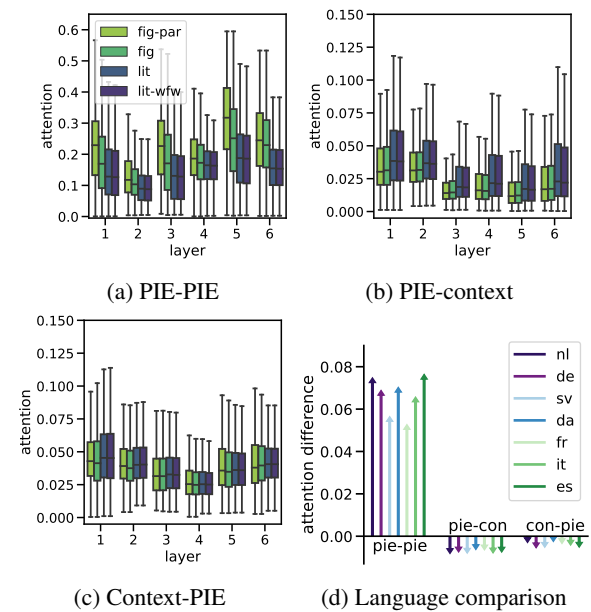 0.6
0.5
0.4
0.3
0.2
0.1
0.0
attention
fig-par
fig
lit
lit-wfw
1 2 3 4 5 6
layer
(a) PIE-PIE
0.150
0.125
0.100
0.075
0.050
0.025
0.000
attention
1 2 3 4 5 6
layer
(b) PIE-context
0.150
0.125
0.100
0.075
0.050
0.025
0.000
attention
1 2 3 4 5 6
layer
(c) Context-PIE
0.08
0.06
0.04
0.02
0.00
attention difference
nl
de
sv
da
fr
it
es
pie-con con-pie
pie-pie
(d) Language comparison